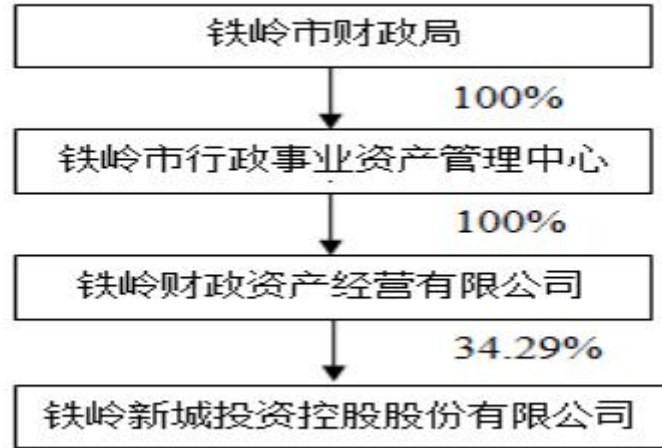 铁岭市财政局
100%
铁岭市行政事业资产管理中心
100%
铁岭财政资产经营有限公司
34.29%
铁岭新城投资控股股份有限公司